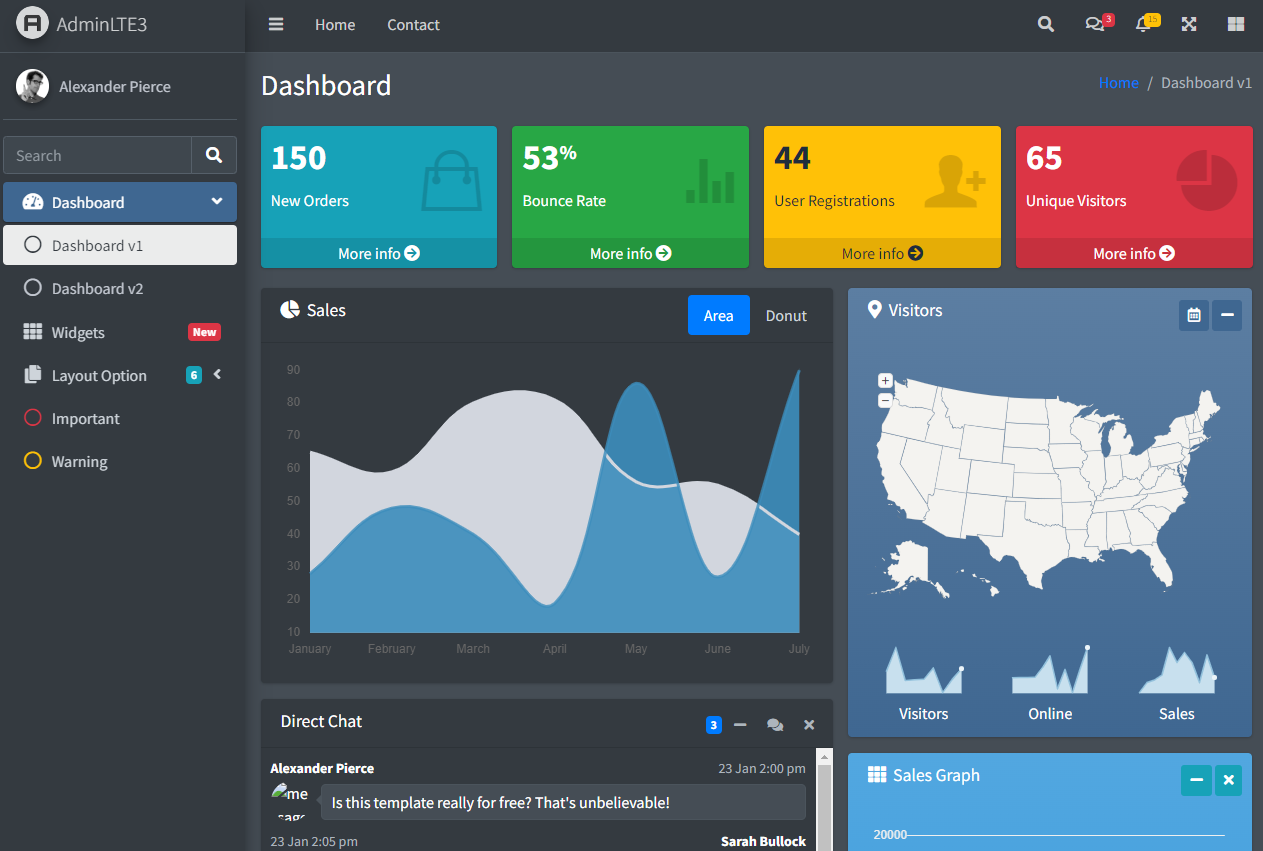 AdminLTE3
Home
Contact
3
15
Alexander Pierce
Search
Dashboard
Dashboard v1
Dashboard v2
Widgets
New
Layout Option
6
Important
Warning
Dashboard
Home / Dashboard v1
150
New Orders
More info
53%
Bounce Rate
More info
44
User Registrations
More info
65
Unique Visitors
More info
Sales
Area
Donut
90
80
70
60
50
40
30
20
10
January
February
March
April
May
June
July
Direct Chat
3
Alexander Pierce
23 Jan 2:00 pm
me
sage
Is this template really for free? That's unbelievable!
23 Jan 2:05 pm
Sarah Bullock
Visitors
+
−
Visitors
Online
Sales
Sales Graph
20000